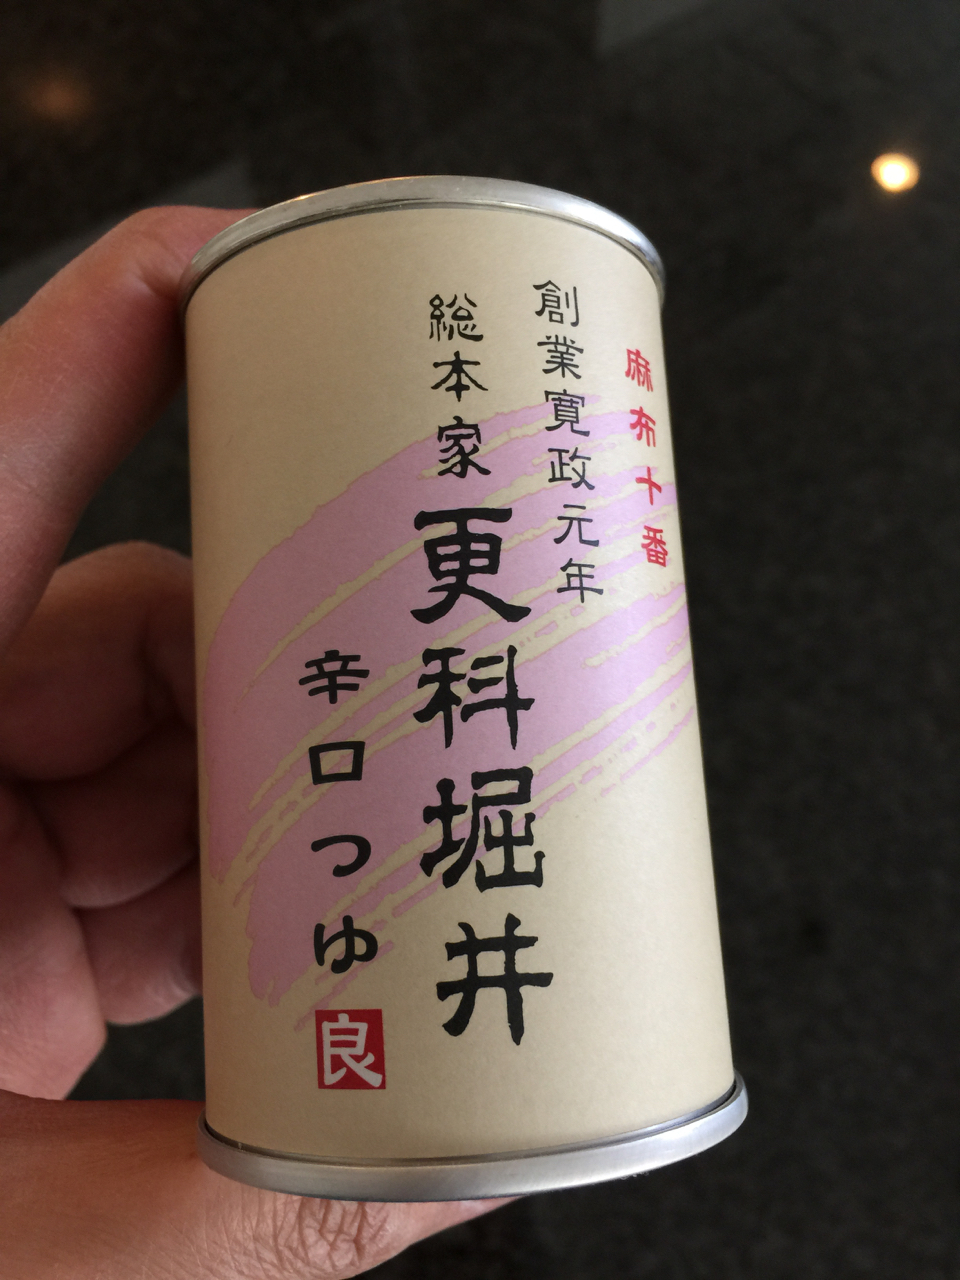 麻布十番
創業寛政元年
総本家更科堀井
辛口つゆ
良